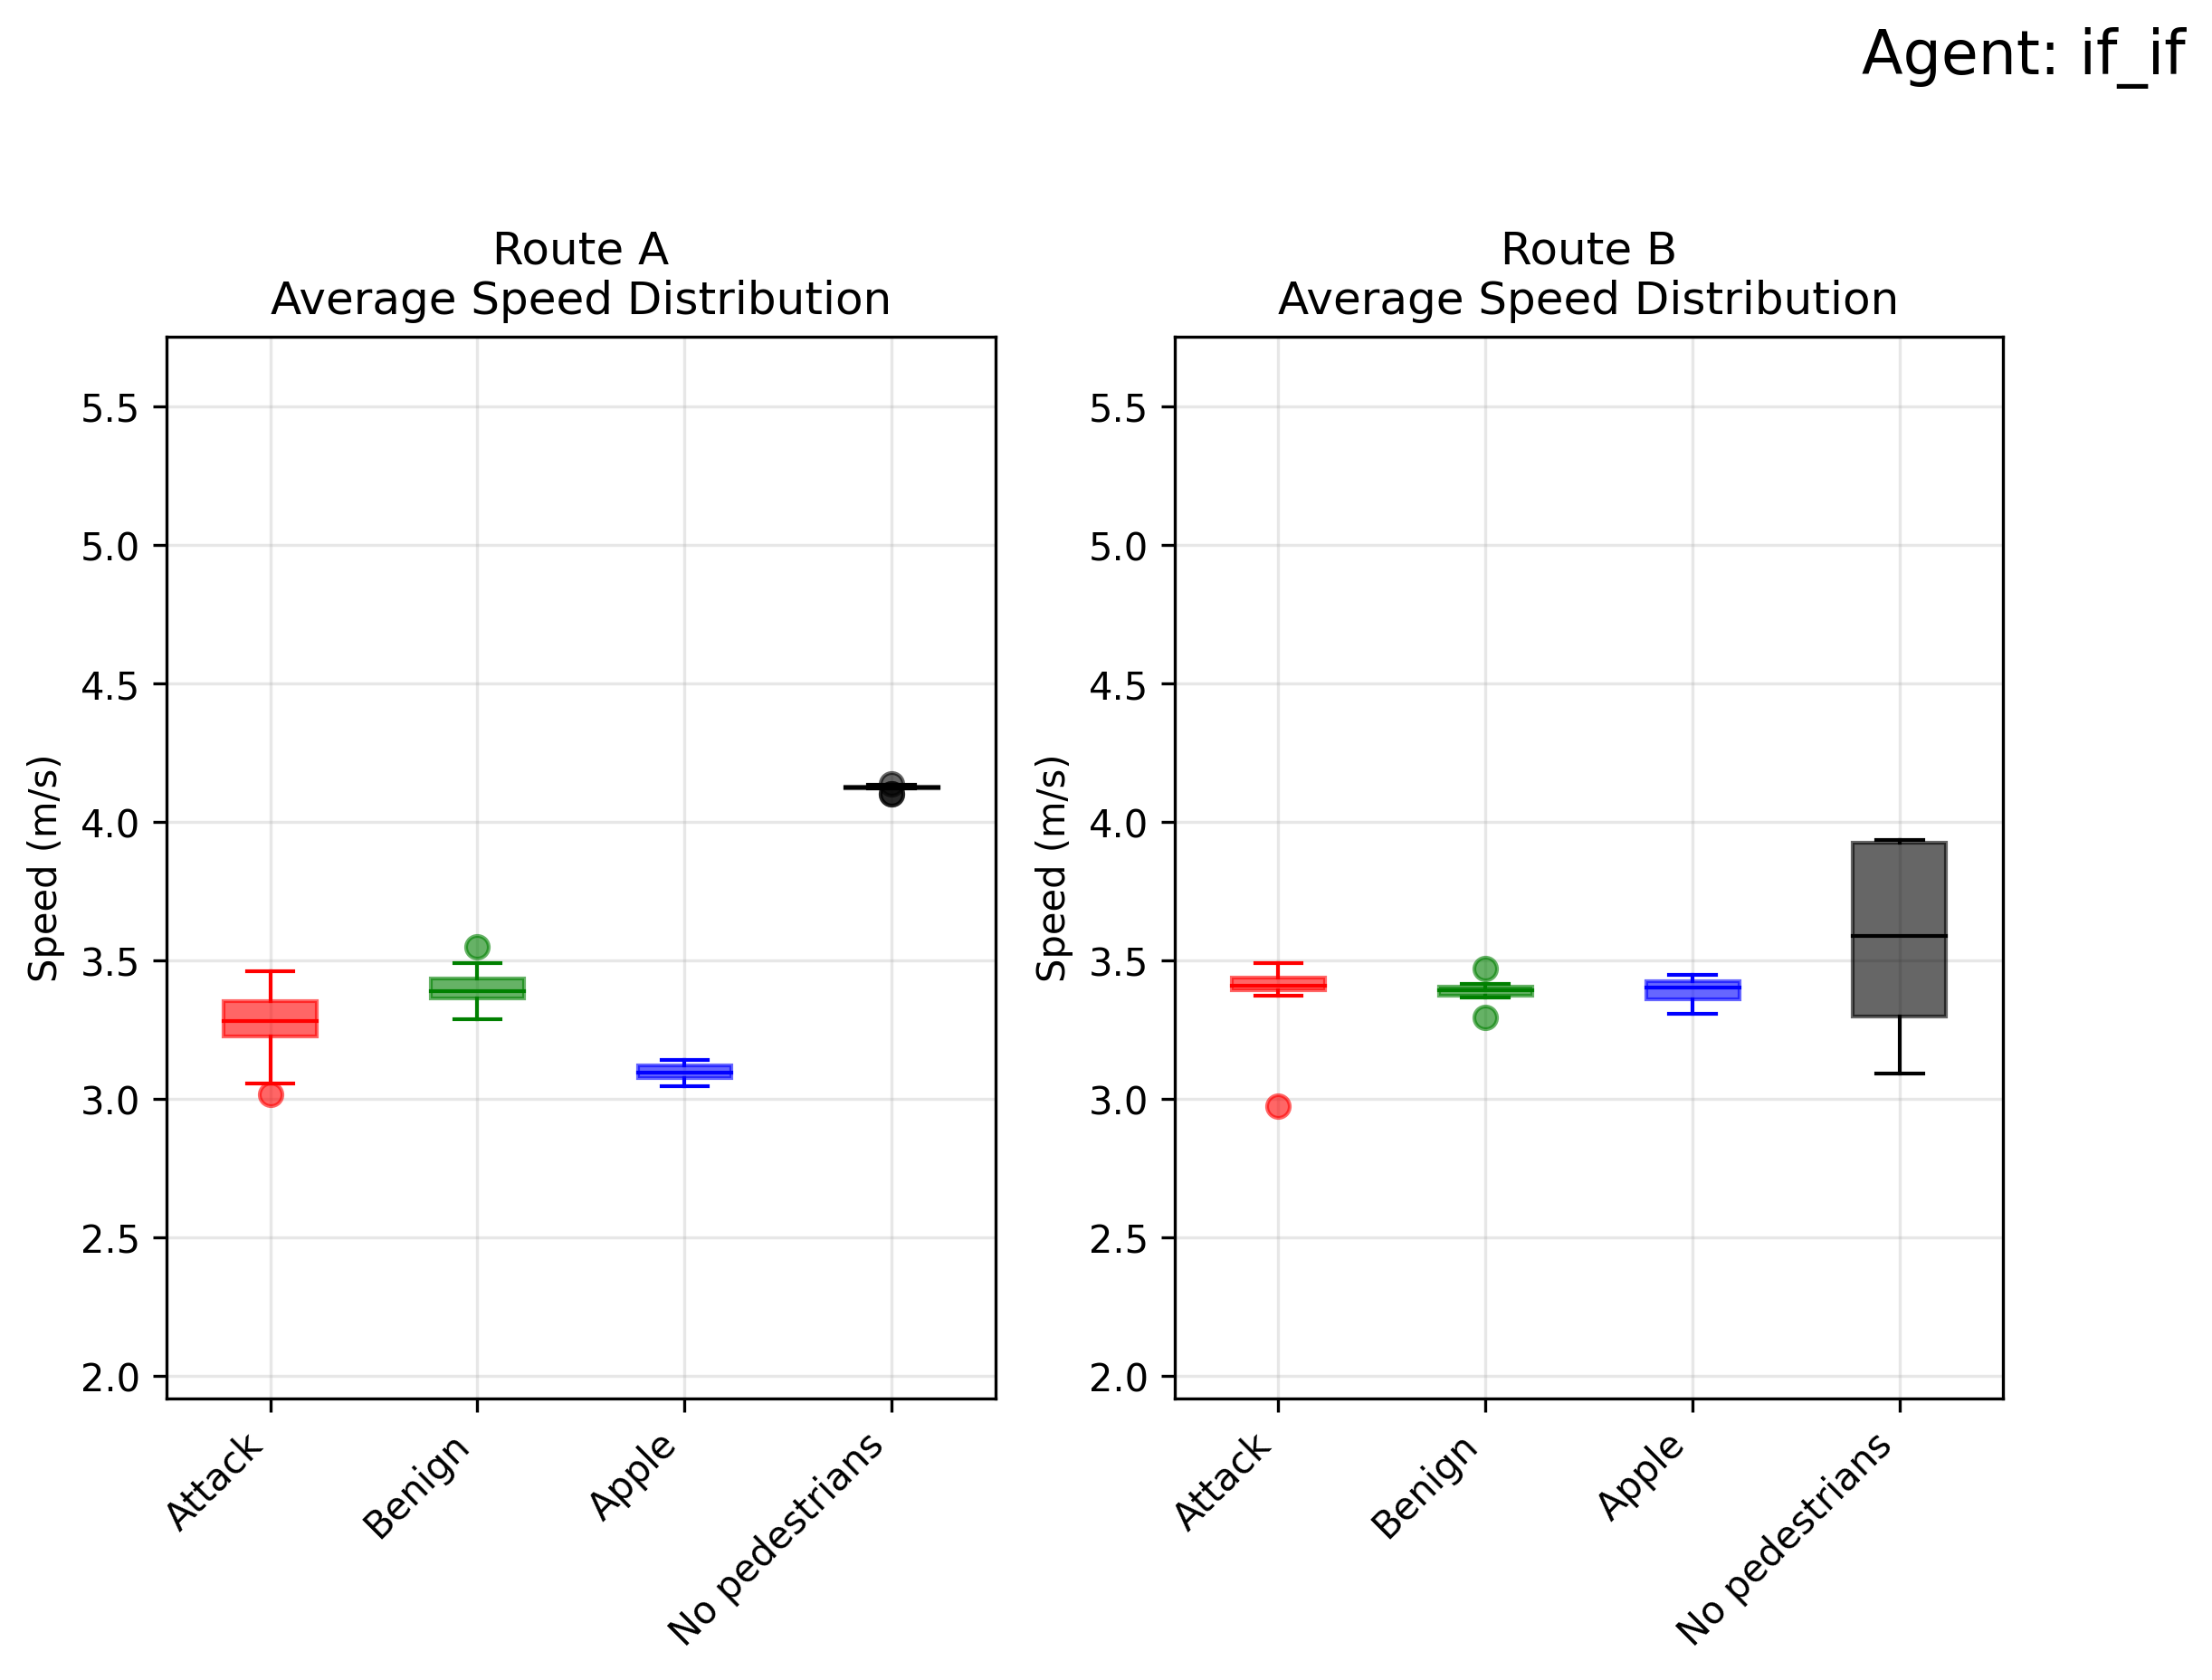 Agent: if_if
Route A
Average Speed Distribution
Speed (m/s)
5.5
5.0
4.5
4.0
3.5
3.0
2.5
2.0
Attack
Benign
Apple
No pedestrians
Route B
Average Speed Distribution
Speed (m/s)
5.5
5.0
4.5
4.0
3.5
3.0
2.5
2.0
Attack
Benign
Apple
No pedestrians